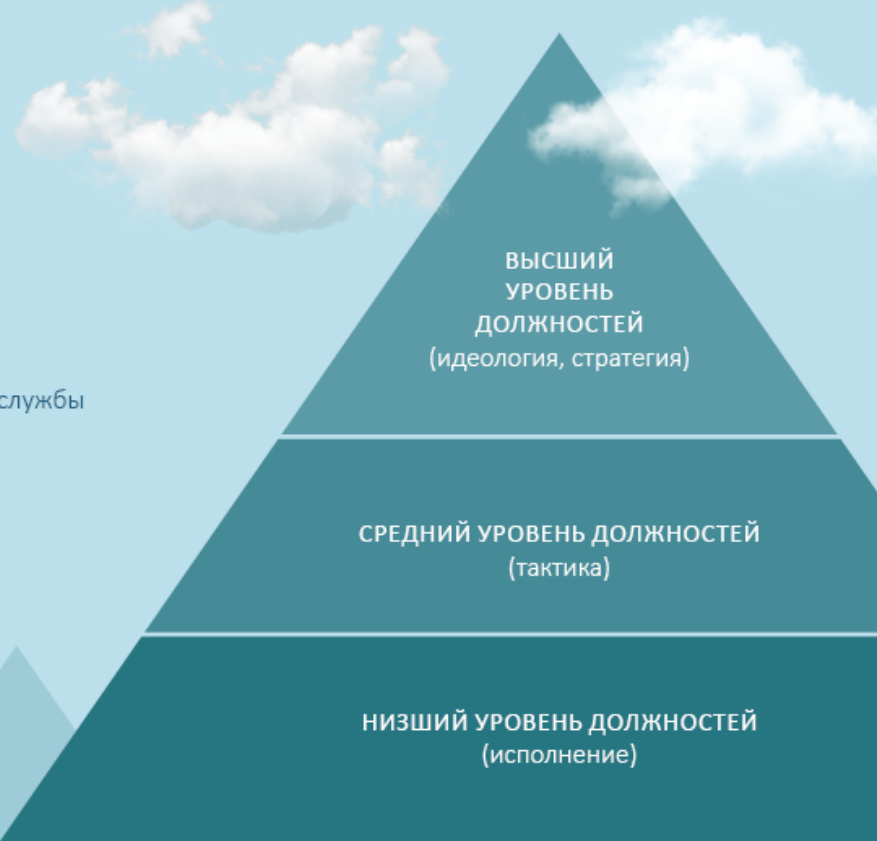 ВЫСШИЙ
УРОВЕНЬ
ДОЛЖНОСТЕЙ
(идеология, стратегия)
службы
СРЕДНИЙ УРОВЕНЬ ДОЛЖНОСТЕЙ
(тактика)
НИЗШИЙ УРОВЕНЬ ДОЛЖНОСТЕЙ
(исполнение)